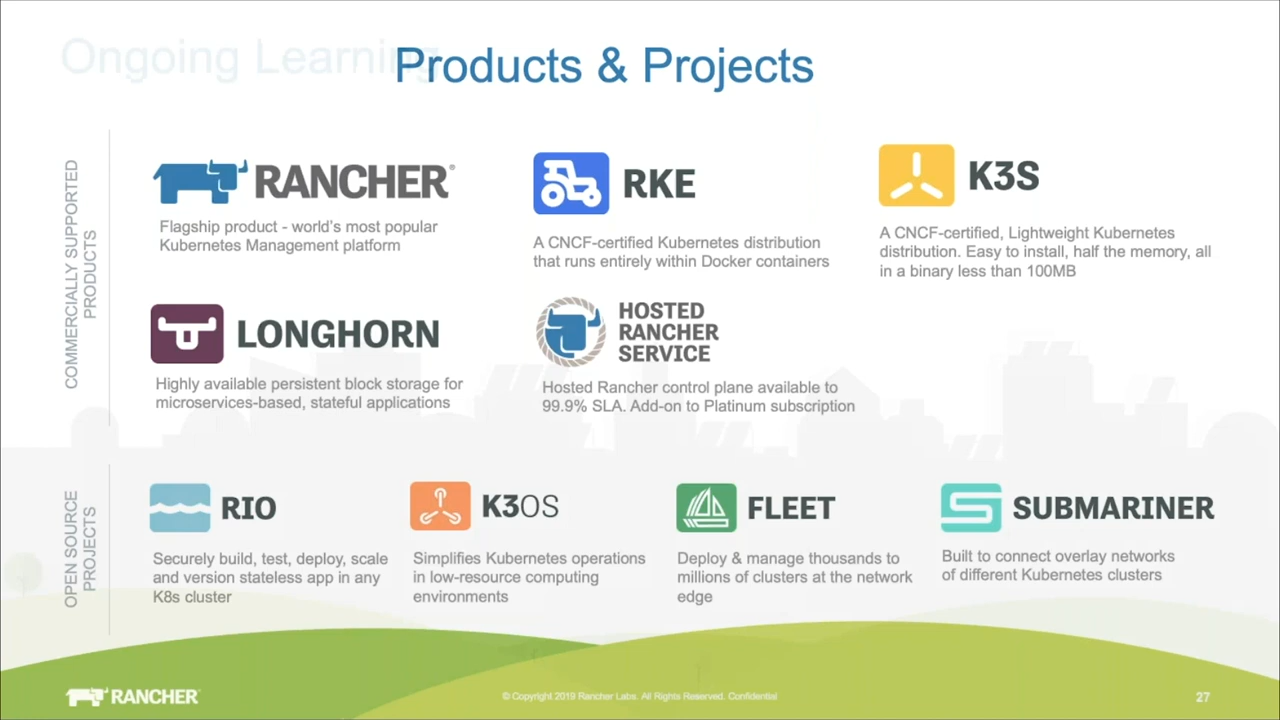 Ongoing Learning
Products & Projects
COMMERCIALLY SUPPORTED
PRODUCTS
RANCHER®
Flagship product - world's most popular
Kubernetes Management platform
RKE
A CNCF-certified Kubernetes distribution
that runs entirely within Docker containers
K3S
A CNCF-certified, Lightweight Kubernetes
distribution. Easy to install, half the memory, all
in a binary less than 100MB
LONGHORN
Highly available persistent block storage for
microservices-based, stateful applications
HOSTED
RANCHER
SERVICE
Hosted Rancher control plane available to
99.9% SLA. Add-on to Platinum subscription
OPEN SOURCE
PROJECTS
RIO
Securely build, test, deploy, scale
and version stateless app in any
K8s cluster
K3OS
Simplifies Kubernetes operations
in low-resource computing
environments
FLEET
Deploy & manage thousands to
millions of clusters at the network
edge
SUBMARINER
Built to connect overlay networks
of different Kubernetes clusters
RANCHER
© Copyright 2019 Rancher Labs. All Rights Reserved. Confidential
27